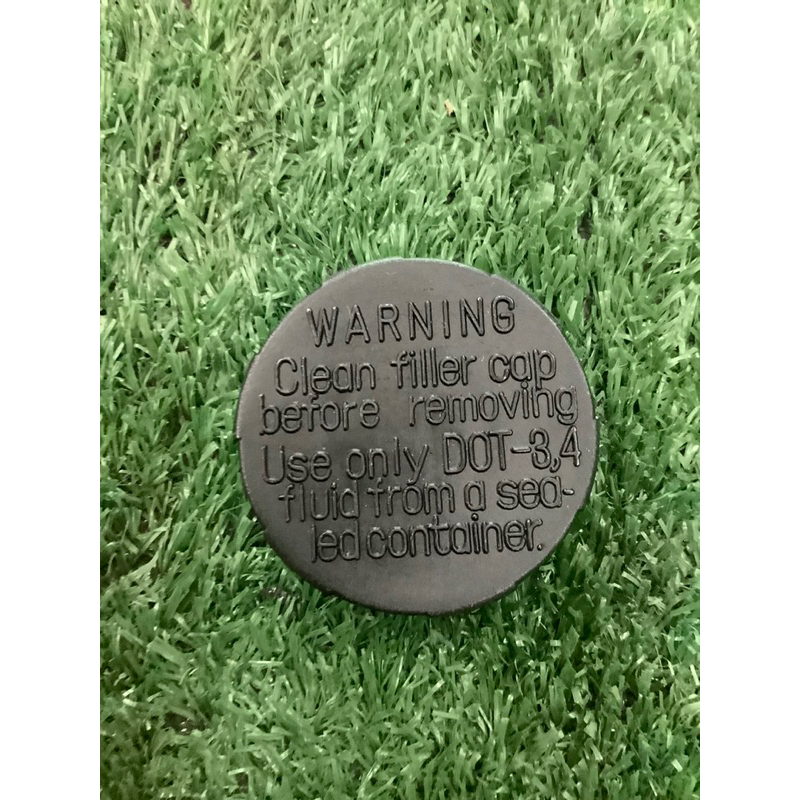 WARNING
Clean filler cap
before removing
Use only DOT-3,4
fluid from a sea-
led container.